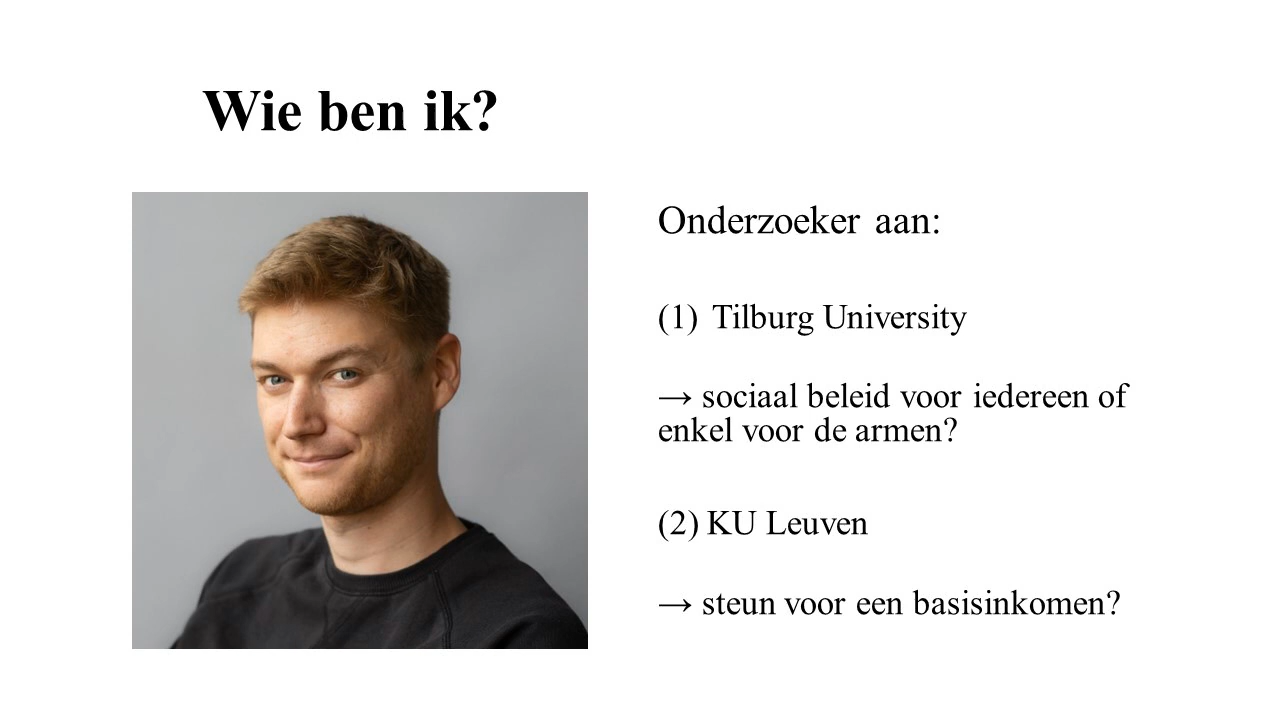 Wie ben ik?
Onderzoeker aan:
(1) Tilburg University
→ sociaal beleid voor iedereen of
enkel voor de armen?
(2) KU Leuven
→ steun voor een basisinkomen?